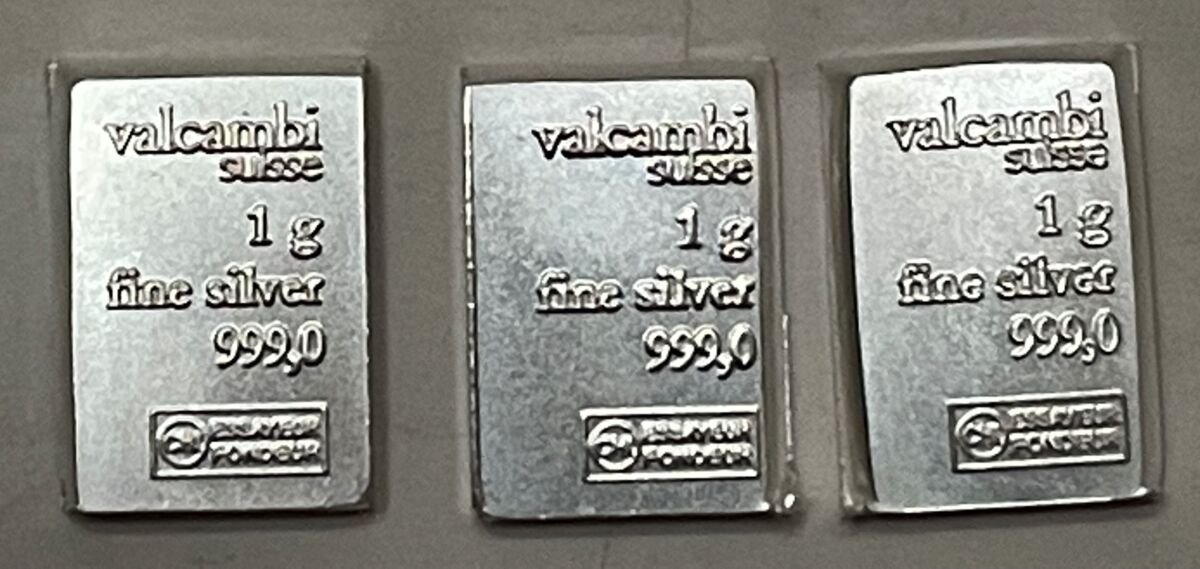 valcambi
suisse
1 g
fine silver
999,0
ESSAYEUR
FONDEUR
valcambi
suisse
1 g
fine silver
999,0
ESSAYEUR
FONDEUR
valcambi
suisse
1 g
fine silver
999,0
ESSAYEUR
FONDEUR